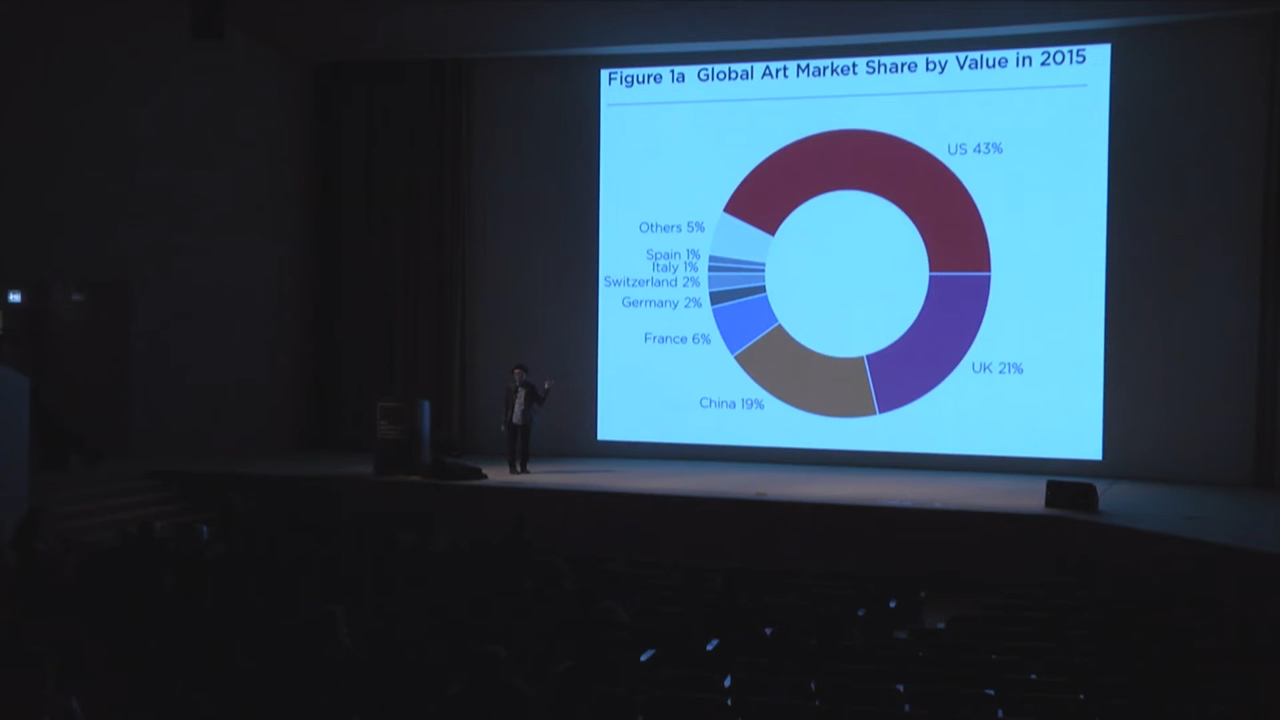 Figure 1a Global Art Market Share by Value in 2015
US 43%
Others 5%
Spain 1%
Italy 1%
Switzerland 2%
Germany 2%
France 6%
UK 21%
China 19%